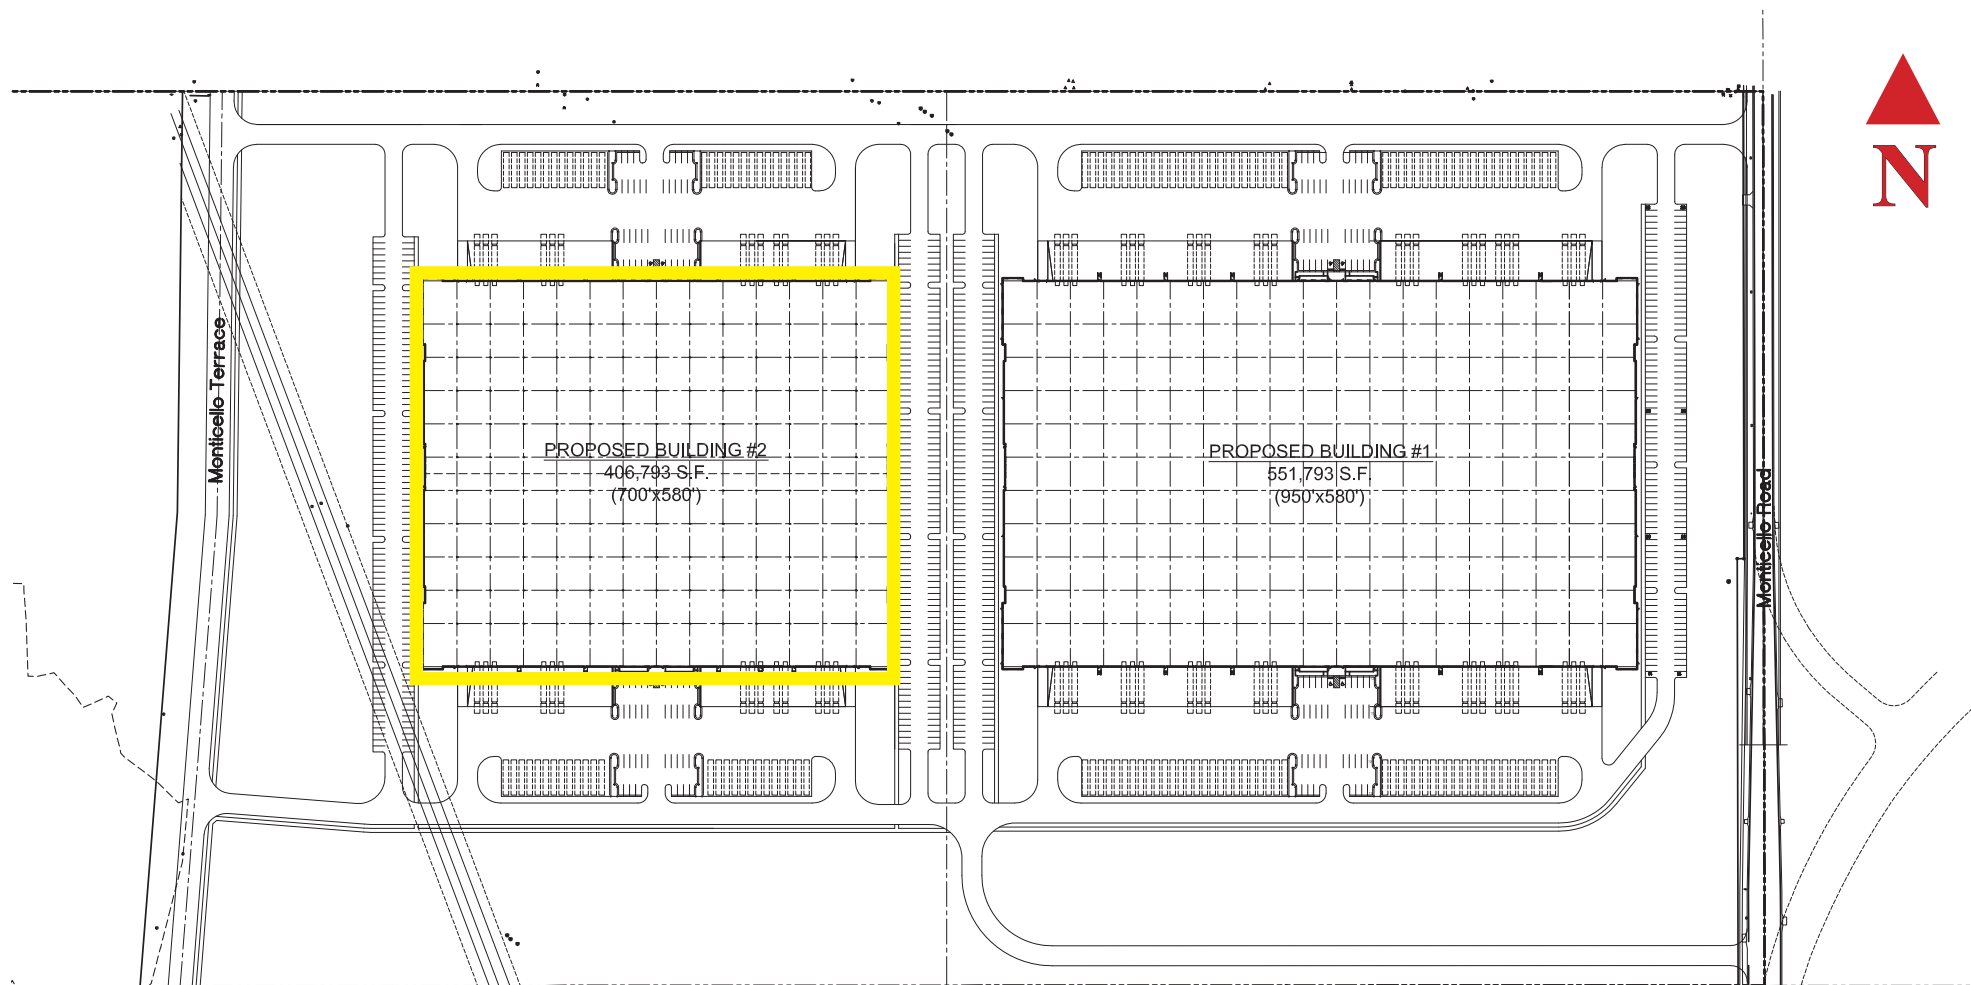 N
Monticello Terrace
PROPOSED BUILDING #2
406,793 S.F.
(700'x580')
PROPOSED BUILDING #1
551,793 S.F.
(950'x580')
Monticello Road